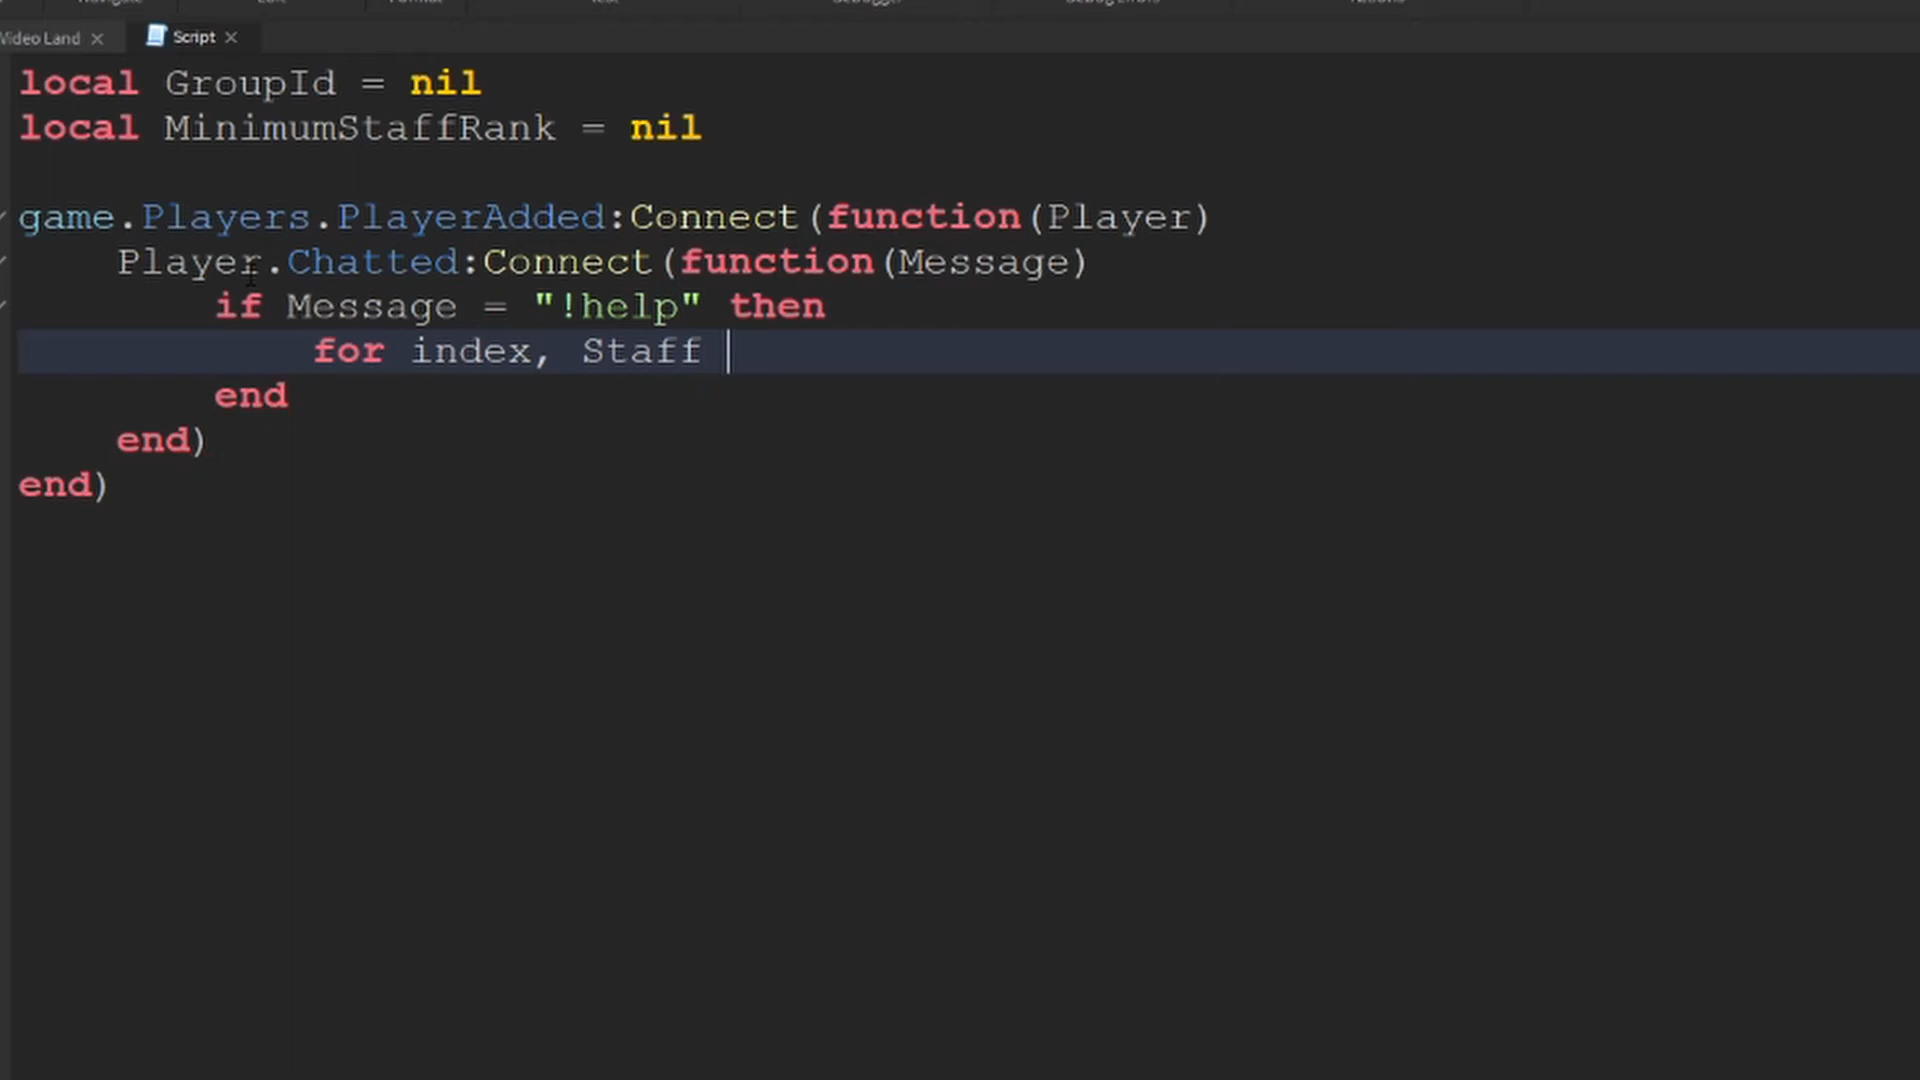 Video Land
Script
local GroupId = nil
local MinimumStaffRank = nil
game.Players.PlayerAdded:Connect(function(Player)
Player.Chatted:Connect(function(Message)
if Message = "!help" then
for index, Staff
end
end)
end)